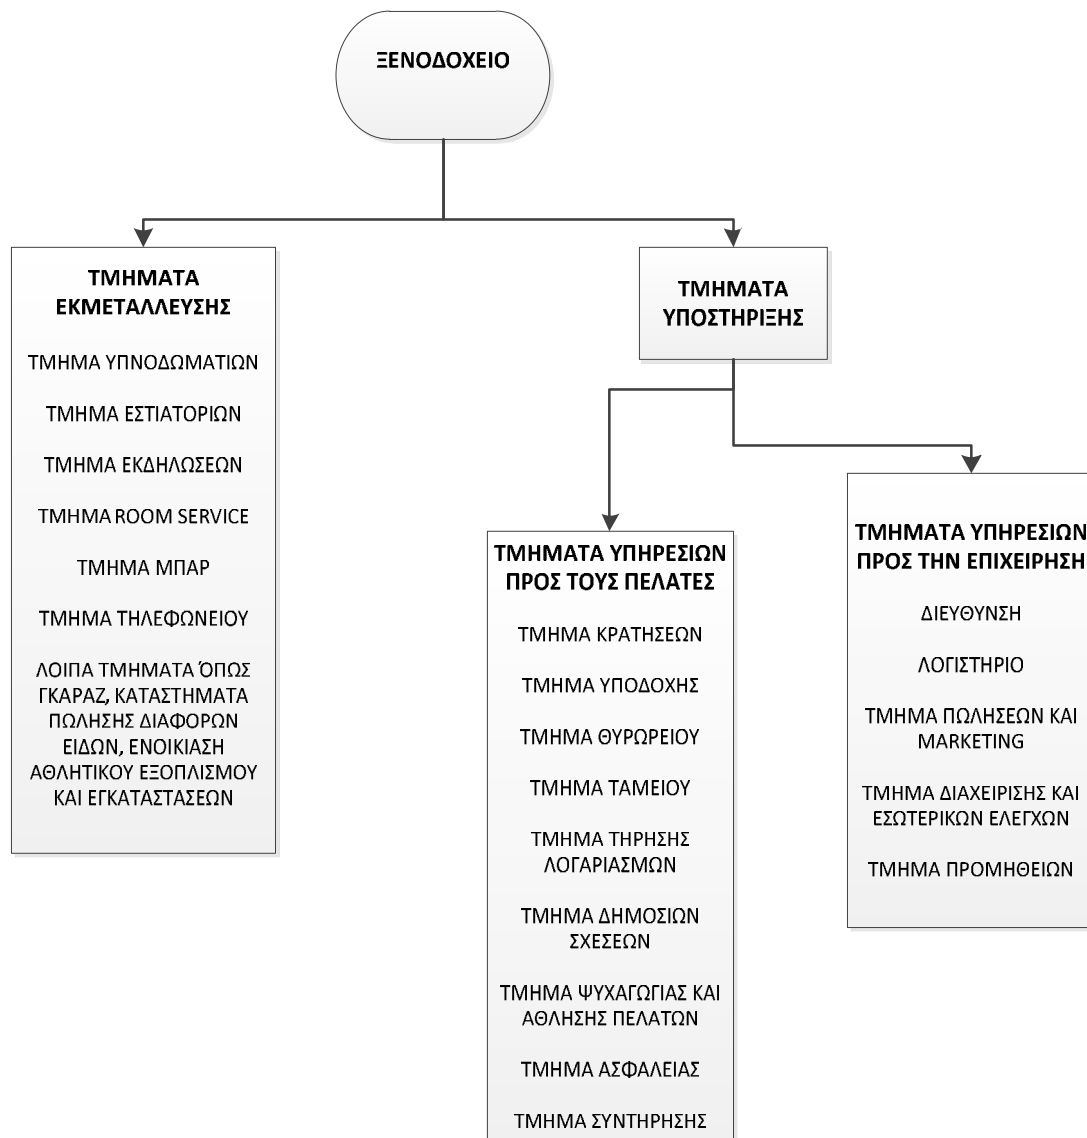 ΞΕΝΟΔΟΧΕΙΟ
ΤΜΗΜΑΤΑ
ΕΚΜΕΤΑΛΛΕΥΣΗΣ
ΤΜΗΜΑ ΥΠΝΟΔΩΜΑΤΙΩΝ
ΤΜΗΜΑ ΕΣΤΙΑΤΟΡΙΩΝ
ΤΜΗΜΑ ΕΚΔΗΛΩΣΕΩΝ
ΤΜΗΜΑ ROOM SERVICE
ΤΜΗΜΑ ΜΠΑΡ
ΤΜΗΜΑ ΤΗΛΕΦΩΝΕΙΟΥ
ΛΟΙΠΑ ΤΜΗΜΑΤΑ ΌΠΩΣ
ΓΚΑΡΑΖ, ΚΑΤΑΣΤΗΜΑΤΑ
ΠΩΛΗΣΗΣ ΔΙΑΦΟΡΩΝ
ΕΙΔΩΝ, ΕΝΟΙΚΙΑΣΗ
ΑΘΛΗΤΙΚΟΥ ΕΞΟΠΛΙΣΜΟΥ
ΚΑΙ ΕΓΚΑΤΑΣΤΑΣΕΩΝ
ΤΜΗΜΑΤΑ
ΥΠΟΣΤΗΡΙΞΗΣ
ΤΜΗΜΑΤΑ ΥΠΗΡΕΣΙΩΝ
ΠΡΟΣ ΤΟΥΣ ΠΕΛΑΤΕΣ
ΤΜΗΜΑ ΚΡΑΤΗΣΕΩΝ
ΤΜΗΜΑ ΥΠΟΔΟΧΗΣ
ΤΜΗΜΑ ΘΥΡΩΡΕΙΟΥ
ΤΜΗΜΑ ΤΑΜΕΙΟΥ
ΤΜΗΜΑ ΤΗΡΗΣΗΣ
ΛΟΓΑΡΙΑΣΜΩΝ
ΤΜΗΜΑ ΔΗΜΟΣΙΩΝ
ΣΧΕΣΕΩΝ
ΤΜΗΜΑ ΨΥΧΑΓΩΓΙΑΣ ΚΑΙ
ΑΘΛΗΣΗΣ ΠΕΛΑΤΩΝ
ΤΜΗΜΑ ΑΣΦΑΛΕΙΑΣ
ΤΜΗΜΑ ΣΥΝΤΗΡΗΣΗΣ
ΤΜΗΜΑΤΑ ΥΠΗΡΕΣΙΩΝ
ΠΡΟΣ ΤΗΝ ΕΠΙΧΕΙΡΗΣΗ
ΔΙΕΥΘΥΝΣΗ
ΛΟΓΙΣΤΗΡΙΟ
ΤΜΗΜΑ ΠΩΛΗΣΕΩΝ ΚΑΙ
MARKETING
ΤΜΗΜΑ ΔΙΑΧΕΙΡΙΣΗΣ ΚΑΙ
ΕΣΩΤΕΡΙΚΩΝ ΕΛΕΓΧΩΝ
ΤΜΗΜΑ ΠΡΟΜΗΘΕΙΩΝ